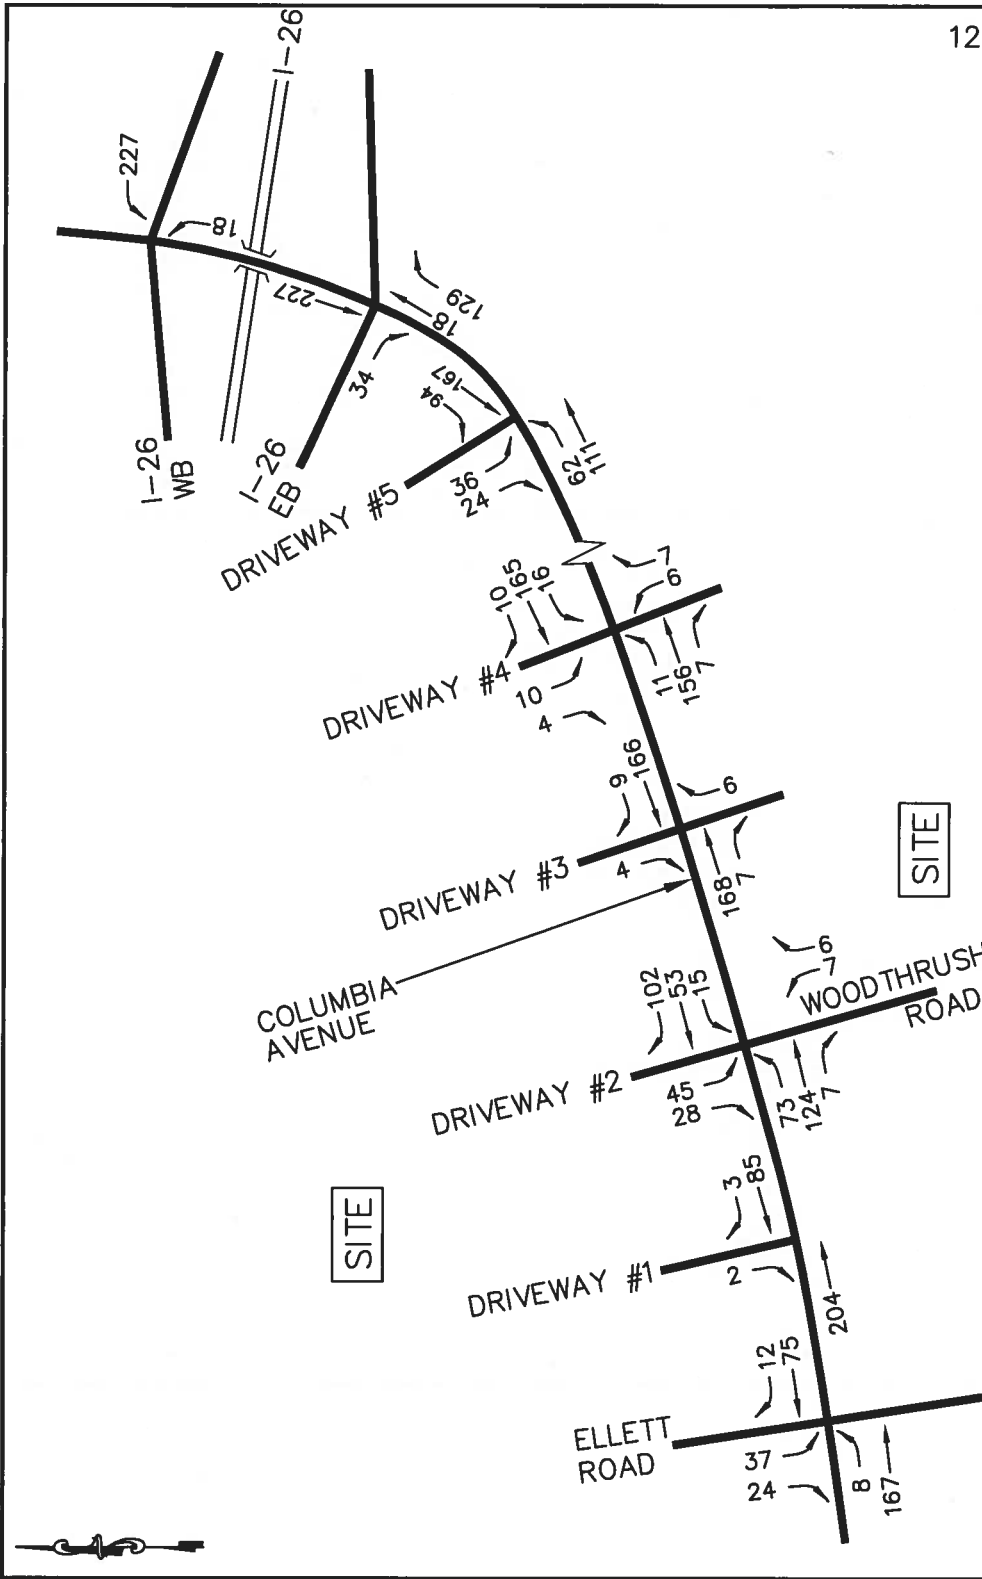 12
I-26
227
18
227
129
18
34
I-26
WB
I-26
EB
167
94
36
24
DRIVEWAY #5
62
111
7
6
10
165
16
DRIVEWAY #4
10
4
11
156
7
9
166
6
DRIVEWAY #3
4
168
7
SITE
COLUMBIA
AVENUE
102
53
15
6
7
WOODTHRUSH
ROAD
DRIVEWAY #2
45
28
73
124
7
SITE
3
85
DRIVEWAY #1
2
204
12
75
ELLETT
ROAD
37
24
8
167